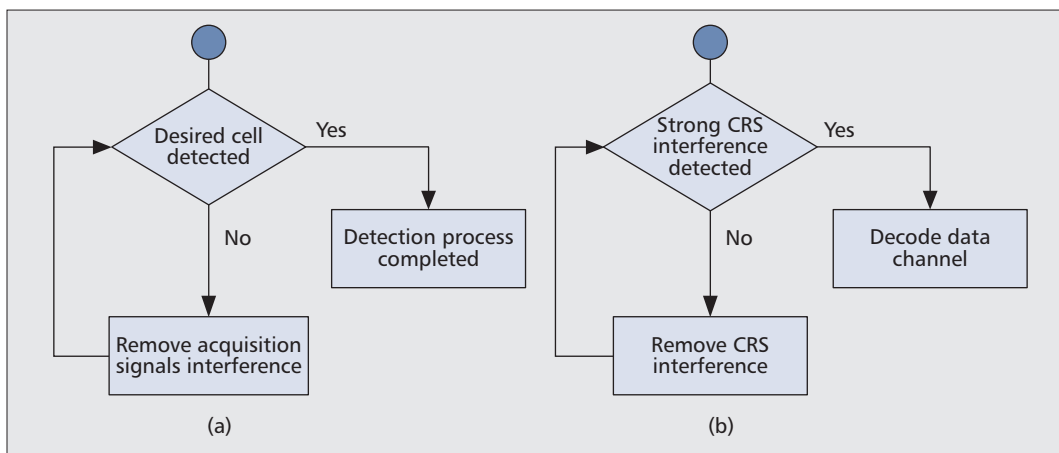 Desired cell
detected
Yes
No
Detection process
completed
Remove acquisition
signals interference
(a)
Strong CRS
interference
detected
Yes
No
Decode data
channel
Remove CRS
interference
(b)